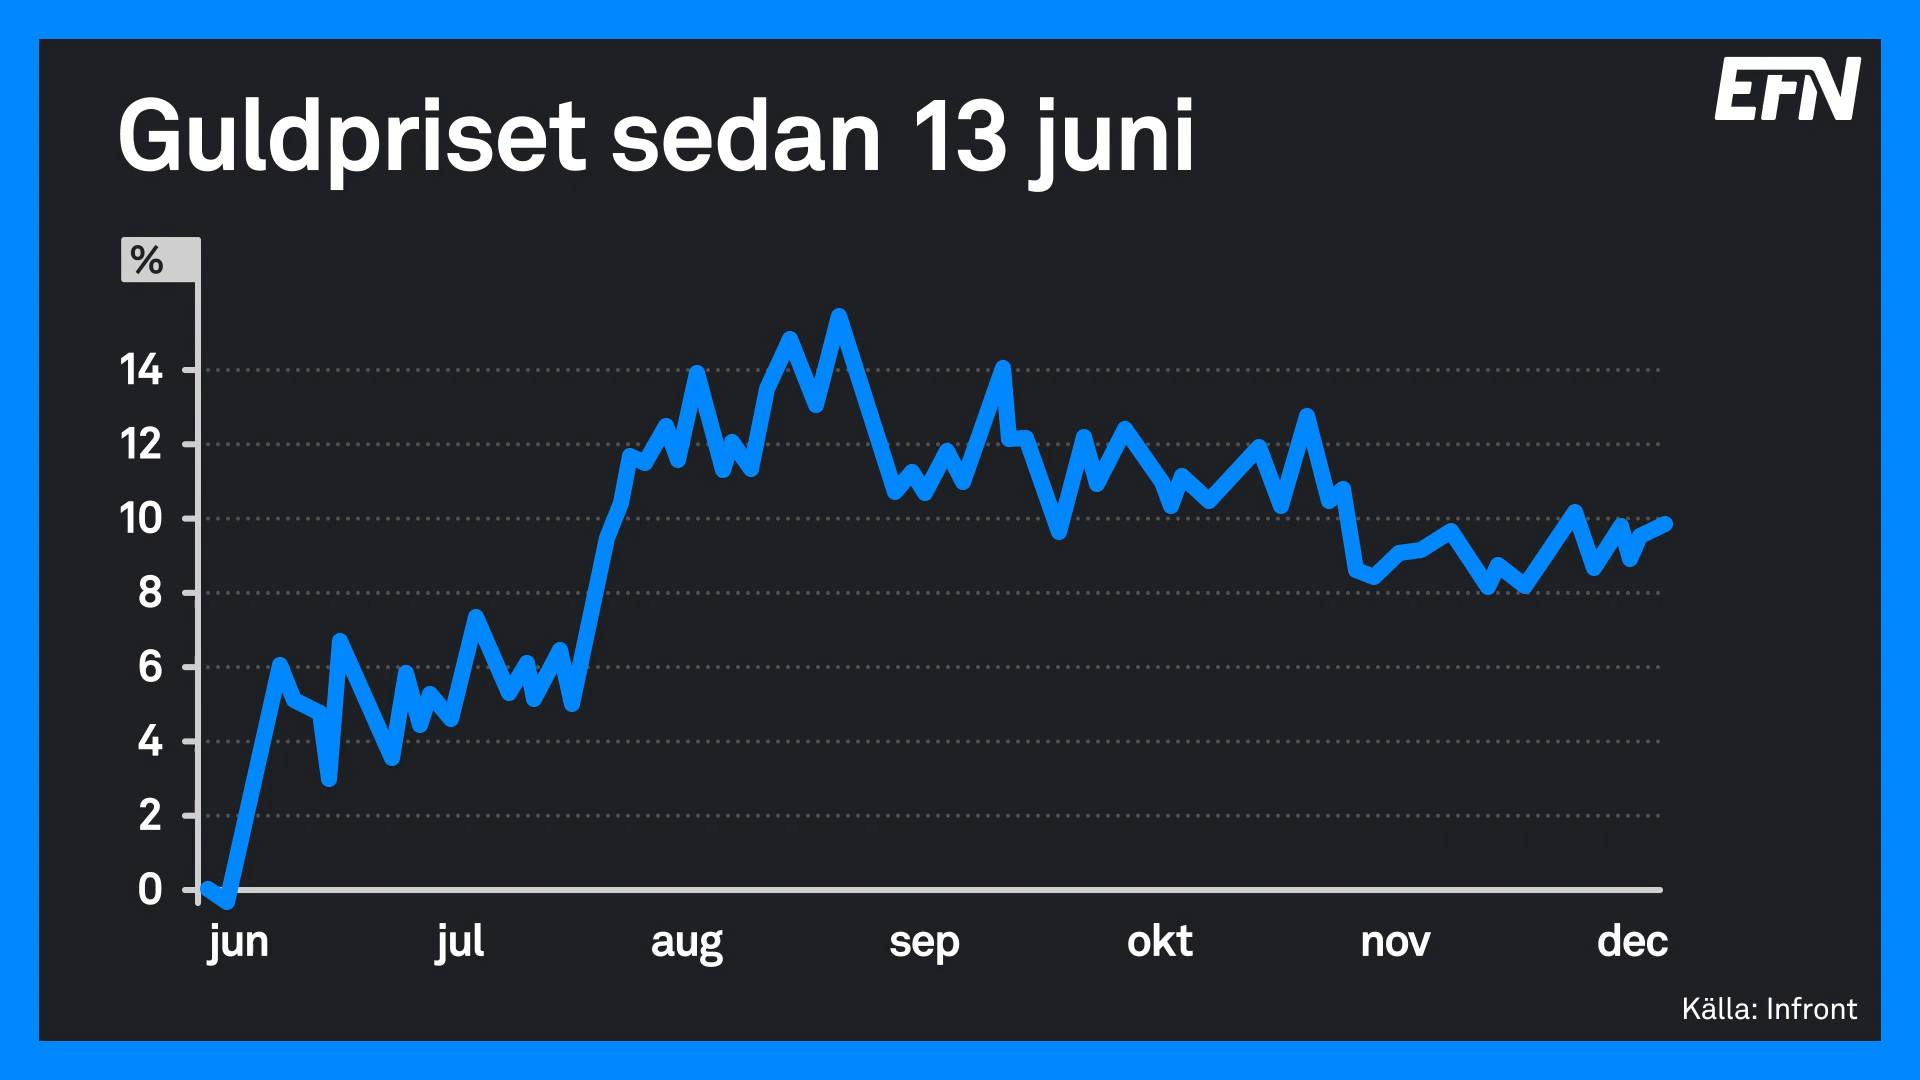 EFN
Guldpriset sedan 13 juni
%
14
12
10
8
6
4
2
0
jun jul aug sep okt nov dec
Källa: Infront